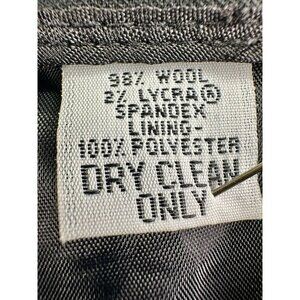 98% WOOL
2% LYCRA®
SPANDEX
LINING-
100% POLYESTER
DRY CLEAN
ONLY